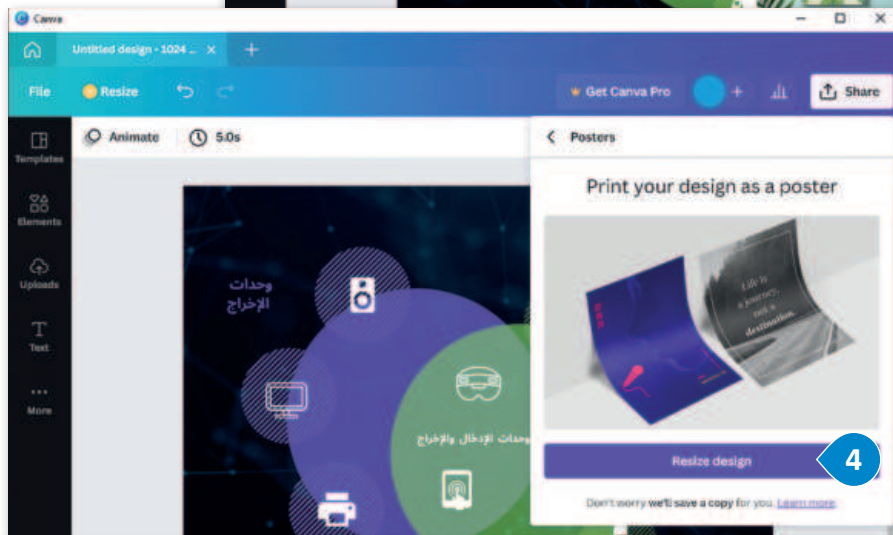 Canva
Untitled design - 1024 ...
File
Resize
Get Canva Pro
Share
Templates
Elements
Uploads
Text
More
Animate
5.0s
Posters
Print your design as a poster
وحدات
الإخراج
وحدات الإدخال والإخراج
Life is
a journey,
not a
destination.
Resize design
4
Don't worry we'll save a copy for you. Learn more.